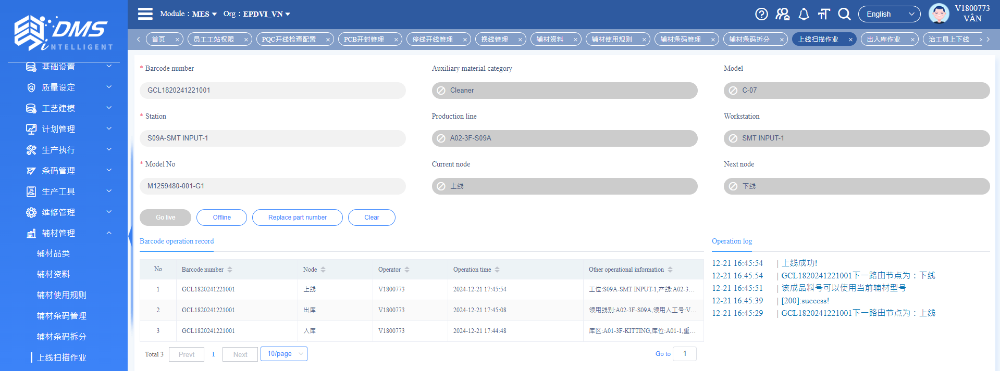 DMS
iNTELLIGENT
Module：MES Org：EPDVI_VN
English
V1800773
VÂN
首页 × 员工工站权限 × PQC开线检查配置 × PCB开封管理 × 停线开线管理 × 换线管理 × 辅材资料 × 辅材使用规则 × 辅材条码管理 × 辅材条码拆分 × 上线扫描作业 × 出入库作业 × 治工具上下线 ×
基础设置
质量设定
工艺建模
计划管理
生产执行
条码管理
生产工具
维修管理
辅材管理
辅材品类
辅材资料
辅材使用规则
辅材条码管理
辅材条码拆分
上线扫描作业
* Barcode number
GCL1820241221001
Auxiliary material category
Cleaner
Model
C-07
* Station
S09A-SMT INPUT-1
Production line
A02-3F-S09A
Workstation
SMT INPUT-1
* Model No
M1259480-001-G1
Current node
上线
Next node
下线
Go live Offline Replace part number Clear
Barcode operation record
No Barcode number Node Operator Operation time Other operational information
1 GCL1820241221001 上线 V1800773 2024-12-21 17:45:54 工位:S09A-SMT INPUT-1,产线:A02-3…
2 GCL1820241221001 出库 V1800773 2024-12-21 17:45:08 领用线别:A02-3F-S09A,领用人工号:V…
3 GCL1820241221001 入库 V1800773 2024-12-21 17:44:48 库区:A01-3F-KITTING,库位:A01-1,重…
Total 3 Prevt 1 Next 10/page Go to 1
Operation log
12-21 16:45:54 | 上线成功!
12-21 16:45:54 | GCL1820241221001下一路由节点为：下线
12-21 16:45:51 | 该成品料号可以使用当前辅材型号
12-21 16:45:39 | [200]:success!
12-21 16:45:29 | GCL1820241221001下一路由节点为：上线